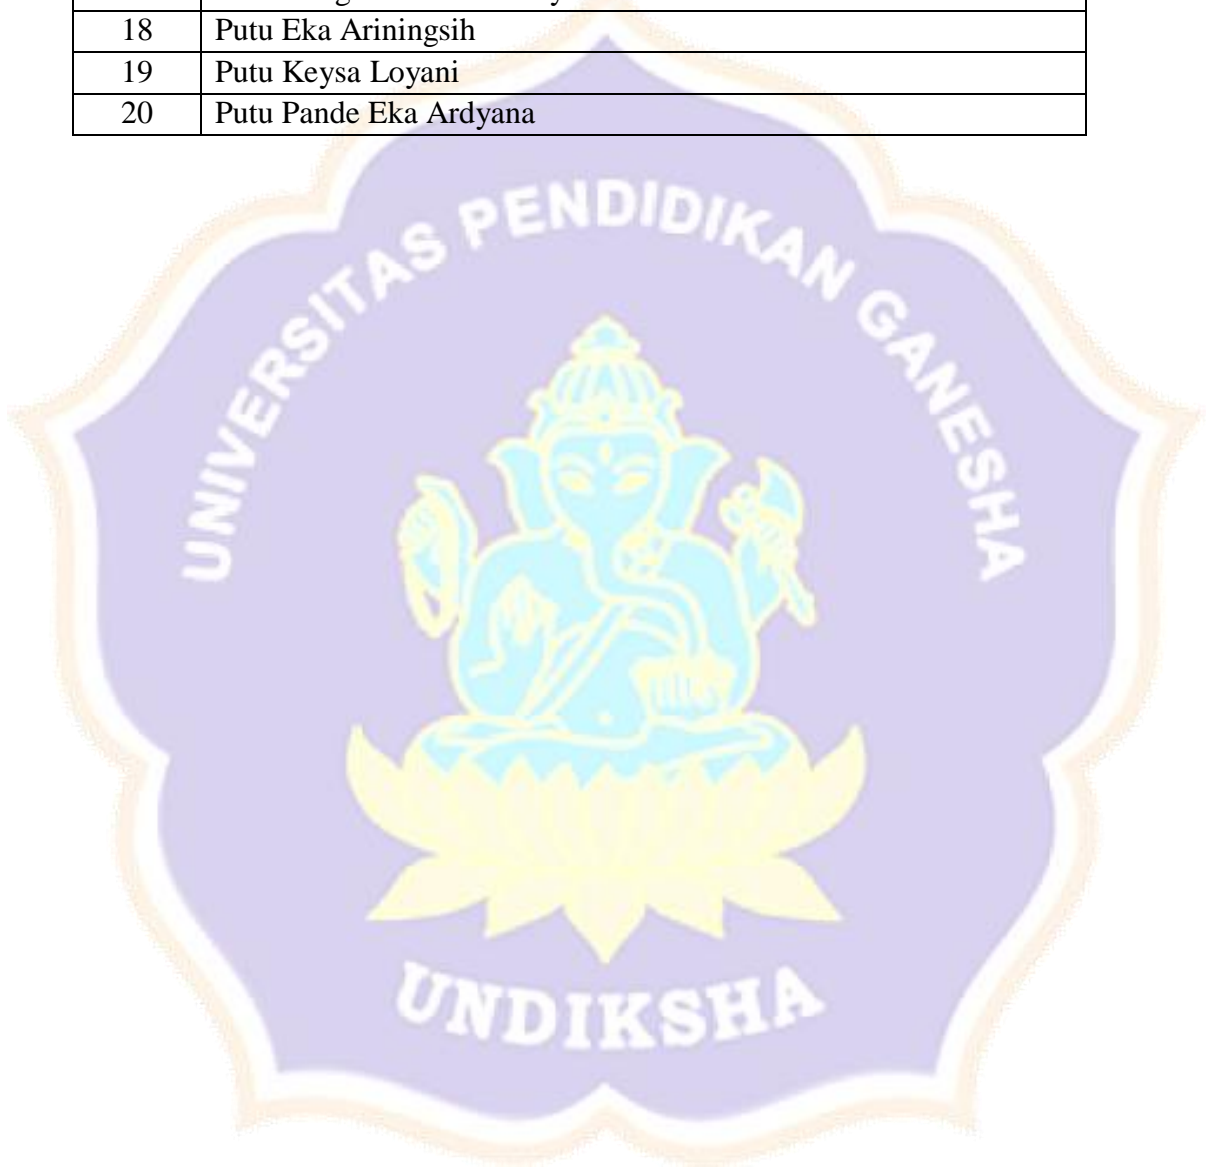 18 Putu Eka Ariningsih
19 Putu Keysa Loyani
20 Putu Pande Eka Ardyana
UNIVERSITAS PENDIDIKAN GANESHA
UNDIKSHA